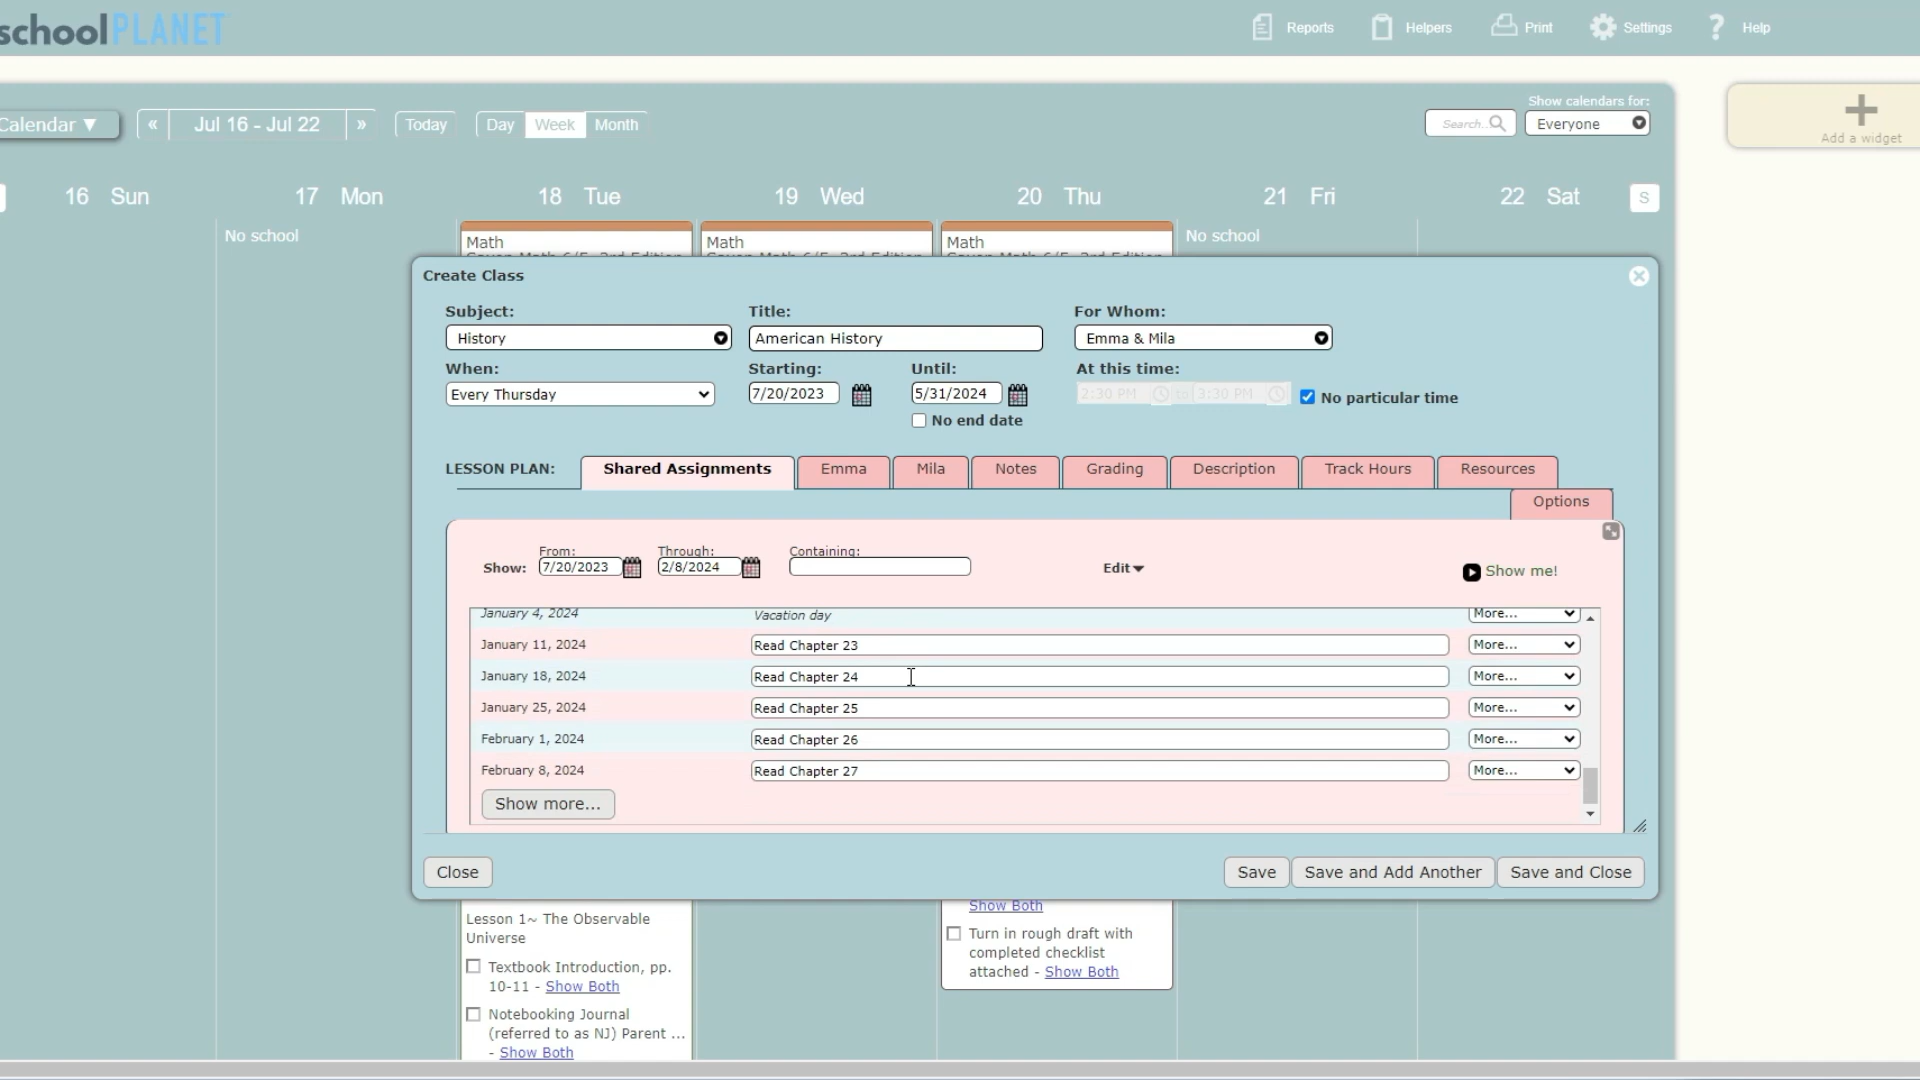 schoolPLANET
Reports
Helpers
Print
Settings
Help
Calendar ▼
«
Jul 16 - Jul 22
»
Today
Day
Week
Month
Search..
Show calendars for:
Everyone
Add a widget
16 Sun
17 Mon
18 Tue
19 Wed
20 Thu
21 Fri
22 Sat
S
No school
Math
Math
Math
No school
Create Class
Subject:
Title:
For Whom:
History
American History
Emma & Mila
When:
Starting:
Until:
At this time:
Every Thursday
7/20/2023
5/31/2024
2:30 PM to 3:30 PM
No particular time
No end date
LESSON PLAN:
Shared Assignments
Emma
Mila
Notes
Grading
Description
Track Hours
Resources
Options
Show:
From:
7/20/2023
Through:
2/8/2024
Containing:
Edit
Show me!
January 4, 2024 Vacation day More...
January 11, 2024 Read Chapter 23 More...
January 18, 2024 Read Chapter 24 More...
January 25, 2024 Read Chapter 25 More...
February 1, 2024 Read Chapter 26 More...
February 8, 2024 Read Chapter 27 More...
Show more...
Close
Save
Save and Add Another
Save and Close
Lesson 1~ The Observable
Universe
Textbook Introduction, pp.
10-11 - Show Both
Notebooking Journal
(referred to as NJ) Parent ...
- Show Both
Show Both
Turn in rough draft with
completed checklist
attached - Show Both